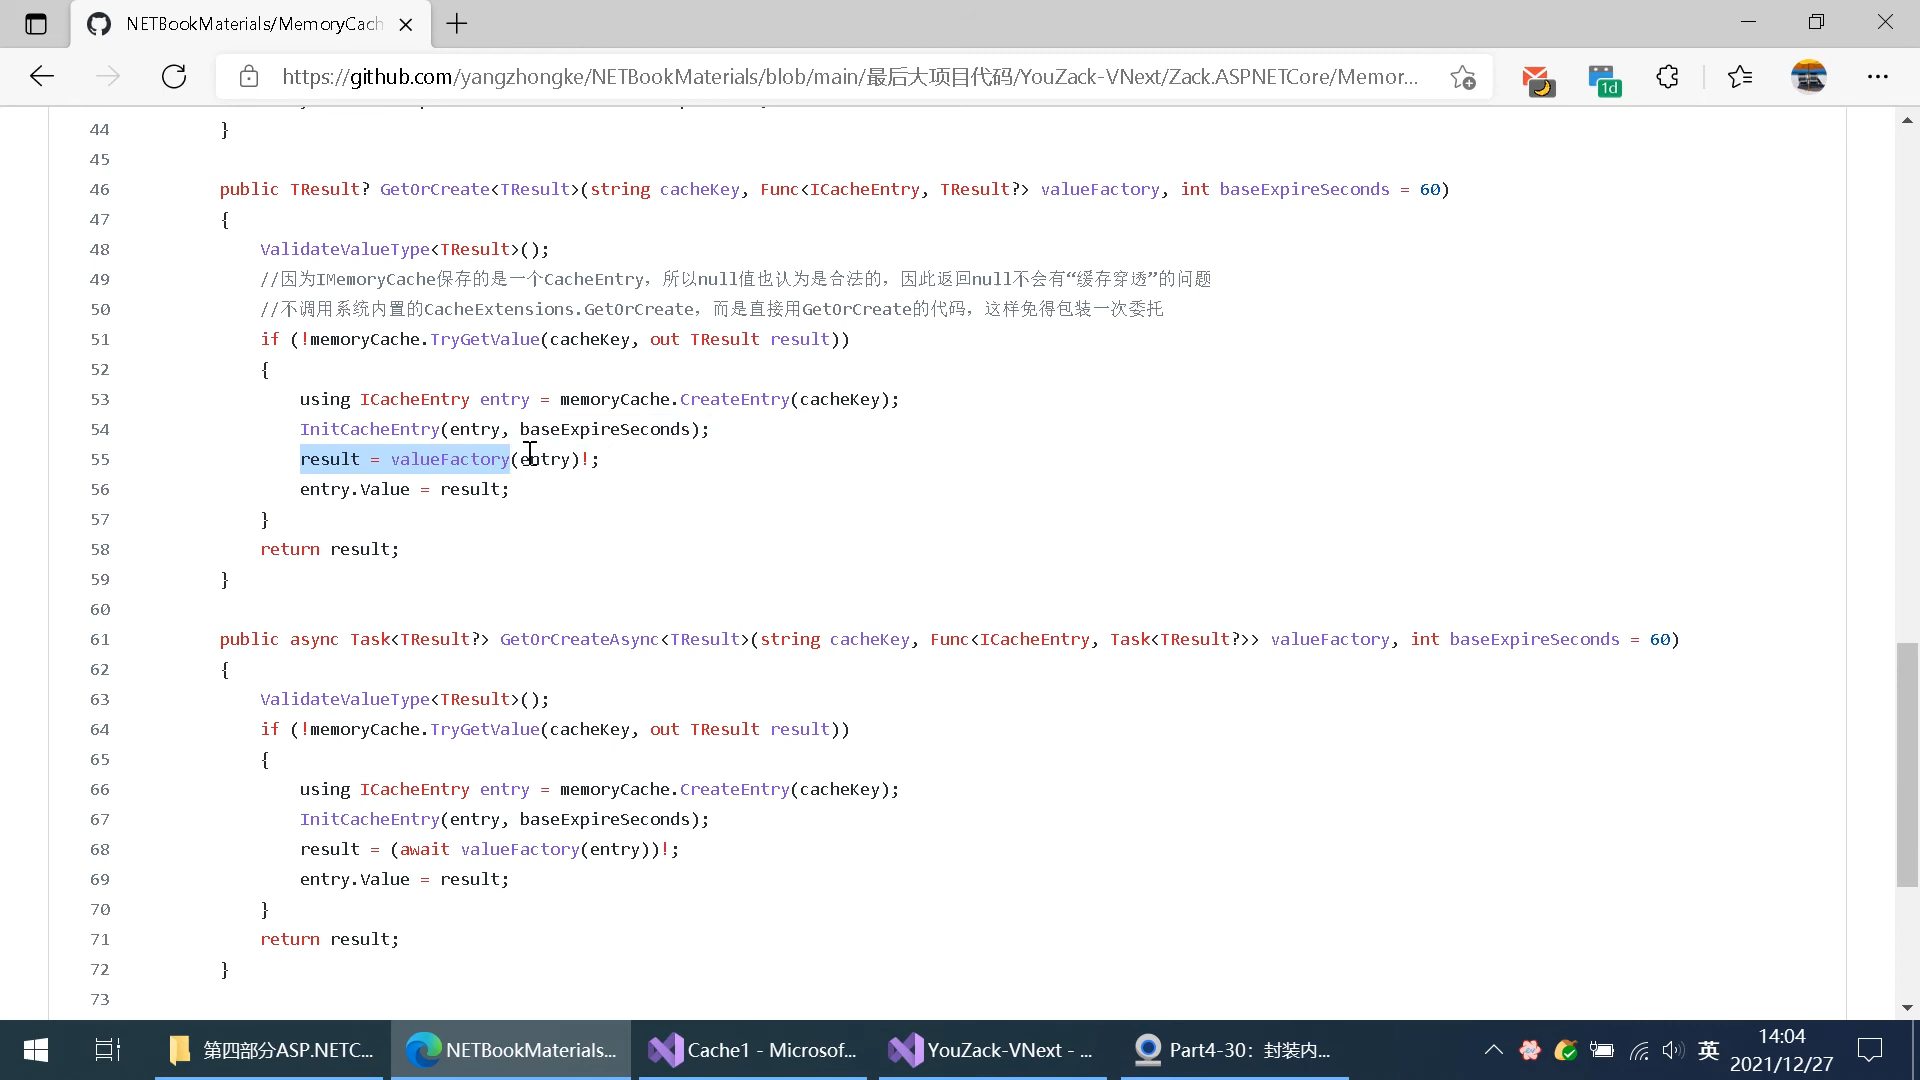 NETBookMaterials/MemoryCach
https://github.com/yangzhongke/NETBookMaterials/blob/main/最后大项目代码/YouZack-VNext/Zack.ASPNETCore/Memor...
1d
44 }
45
46 public TResult? GetOrCreate<TResult>(string cacheKey, Func<ICacheEntry, TResult?> valueFactory, int baseExpireSeconds = 60)
47 {
48 ValidateValueType<TResult>();
49 //因为IMemoryCache保存的是一个CacheEntry，所以null值也认为是合法的，因此返回null不会有“缓存穿透”的问题
50 //不调用系统内置的CacheExtensions.GetOrCreate，而是直接用GetOrCreate的代码，这样免得包装一次委托
51 if (!memoryCache.TryGetValue(cacheKey, out TResult result))
52 {
53 using ICacheEntry entry = memoryCache.CreateEntry(cacheKey);
54 InitCacheEntry(entry, baseExpireSeconds);
55 result = valueFactory(entry)!;
56 entry.Value = result;
57 }
58 return result;
59 }
60
61 public async Task<TResult?> GetOrCreateAsync<TResult>(string cacheKey, Func<ICacheEntry, Task<TResult?>> valueFactory, int baseExpireSeconds = 60)
62 {
63 ValidateValueType<TResult>();
64 if (!memoryCache.TryGetValue(cacheKey, out TResult result))
65 {
66 using ICacheEntry entry = memoryCache.CreateEntry(cacheKey);
67 InitCacheEntry(entry, baseExpireSeconds);
68 result = (await valueFactory(entry))!;
69 entry.Value = result;
70 }
71 return result;
72 }
73
第四部分ASP.NETC... NETBookMaterials... Cache1 - Microsof... YouZack-VNext - ... Part4-30：封装内... 英 14:04
2021/12/27